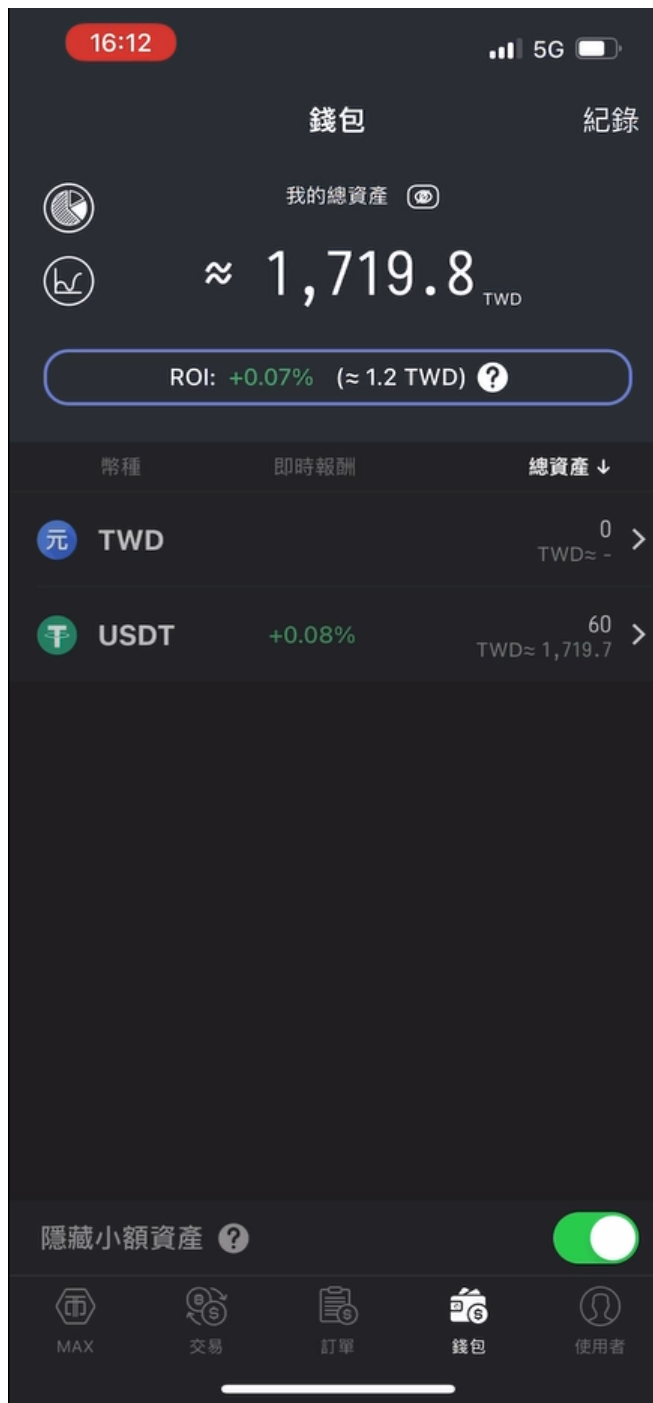 16:12 5G
錢包 紀錄
我的總資產
≈ 1,719.8 TWD
ROI: +0.07% (≈ 1.2 TWD) ?
幣種 即時報酬 總資產 ↓
元 TWD 0
TWD≈ -
USDT +0.08% 60
TWD≈ 1,719.7
隱藏小額資產 ?
MAX 交易 訂單 錢包 使用者